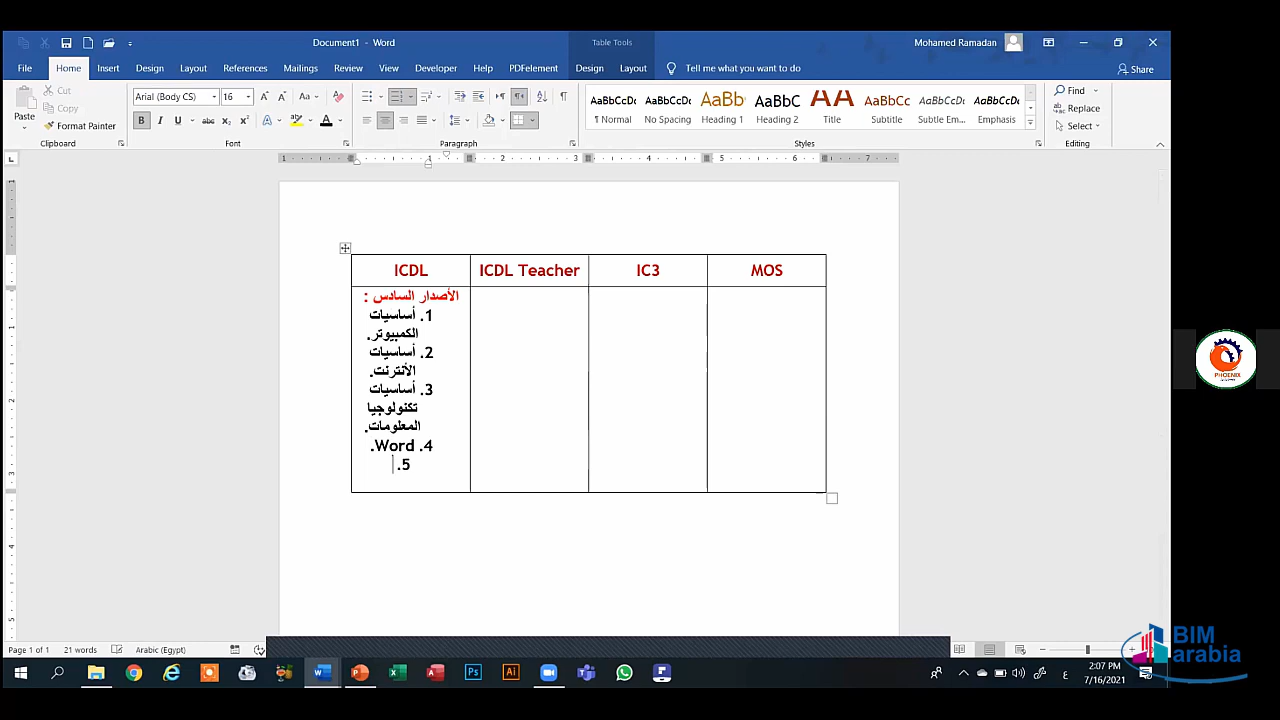 Document1 - Word
Table Tools
Mohamed Ramadan
File Home Insert Design Layout References Mailings Review View Developer Help PDFelement Design Layout Tell me what you want to do Share
Paste
Cut
Copy
Format Painter
Clipboard
Arial (Body CS) 16
Font
Paragraph
AaBbCcDc ¶ Normal
AaBbCcDc No Spacing
AaBb Heading 1
AaBbC Heading 2
AA Title
AaBbCc Subtitle
AaBbCcDc Subtle Em...
AaBbCcDc Emphasis
Styles
Find
Replace
Select
Editing
ICDL ICDL Teacher IC3 MOS
الأصدار السادس :
1. أساسيات
الكمبيوتر.
2. أساسيات
الأنترنت.
3. أساسيات
تكنولوجيا
المعلومات.
4. Word.
5.
PHOENIX
BIM
arabia
Page 1 of 1 21 words Arabic (Egypt)
2:07 PM
7/16/2021